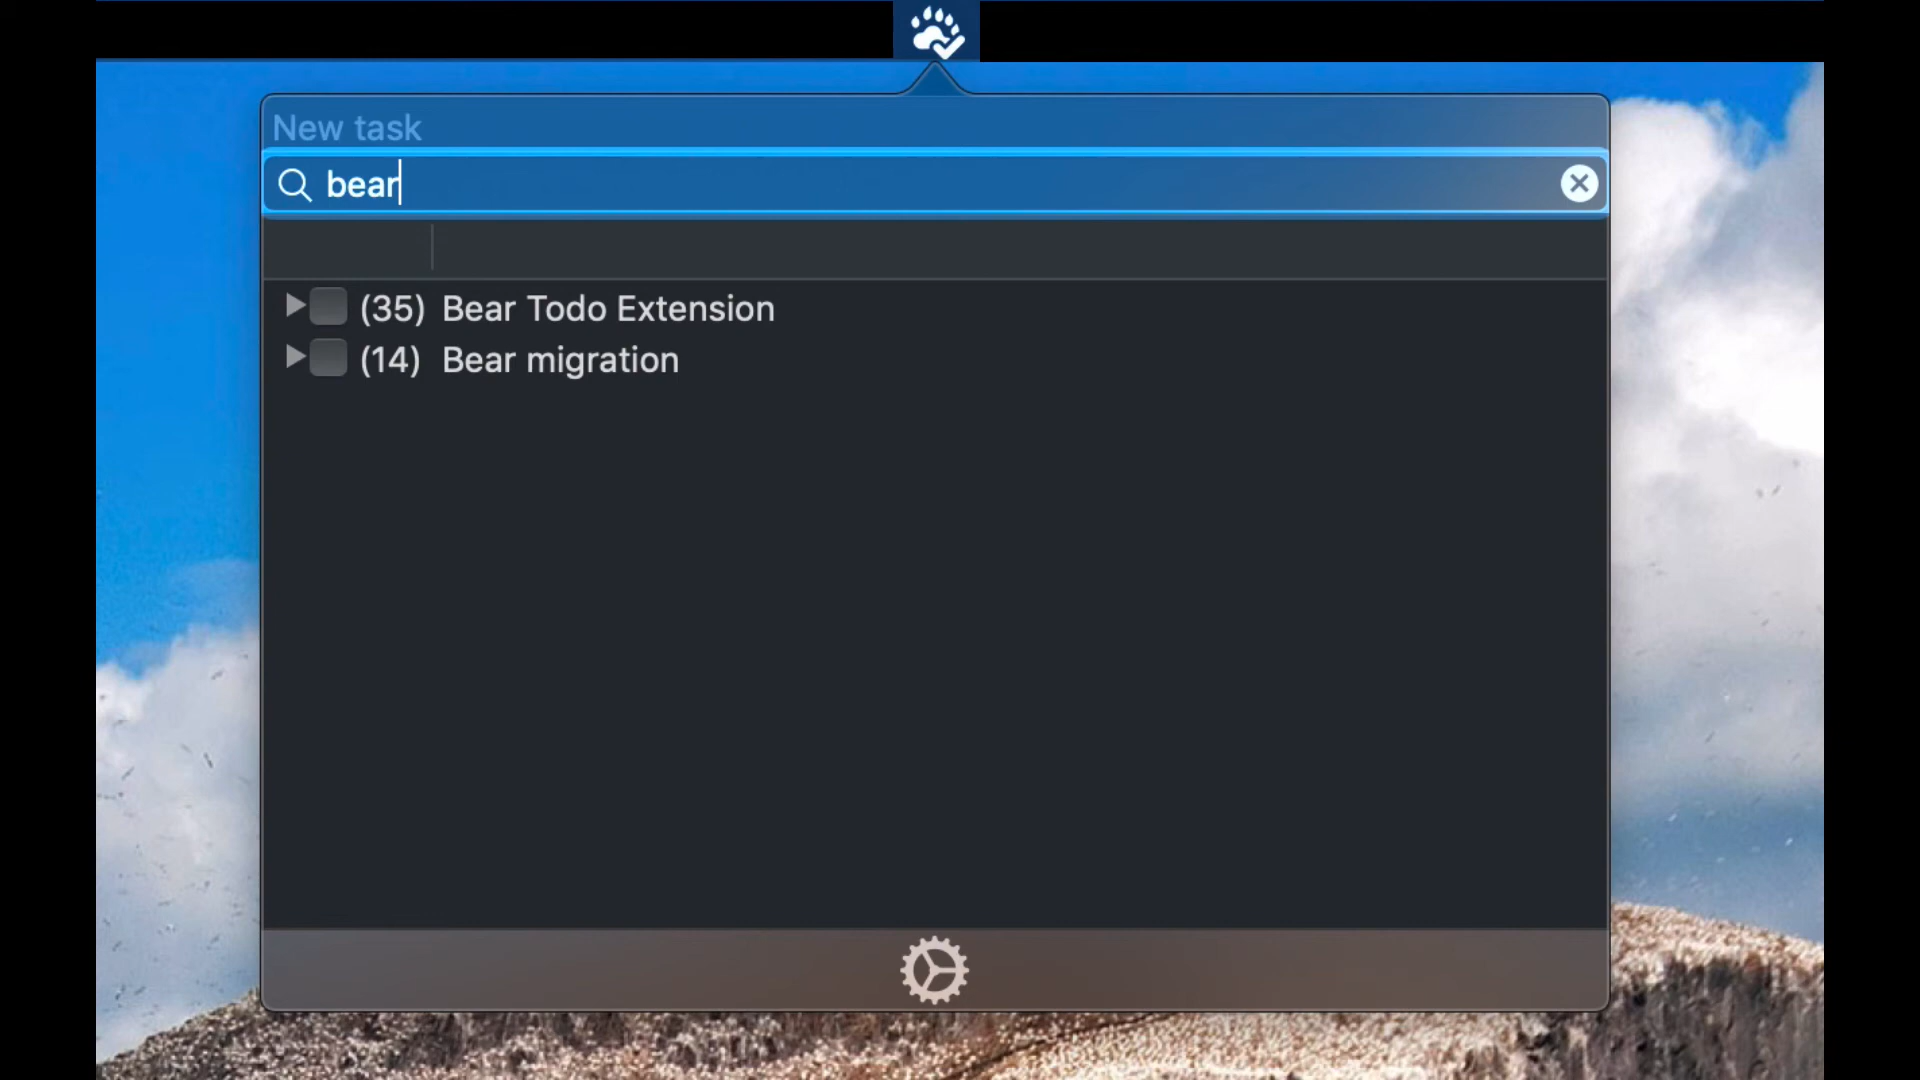 New task
bear
(35) Bear Todo Extension
(14) Bear migration